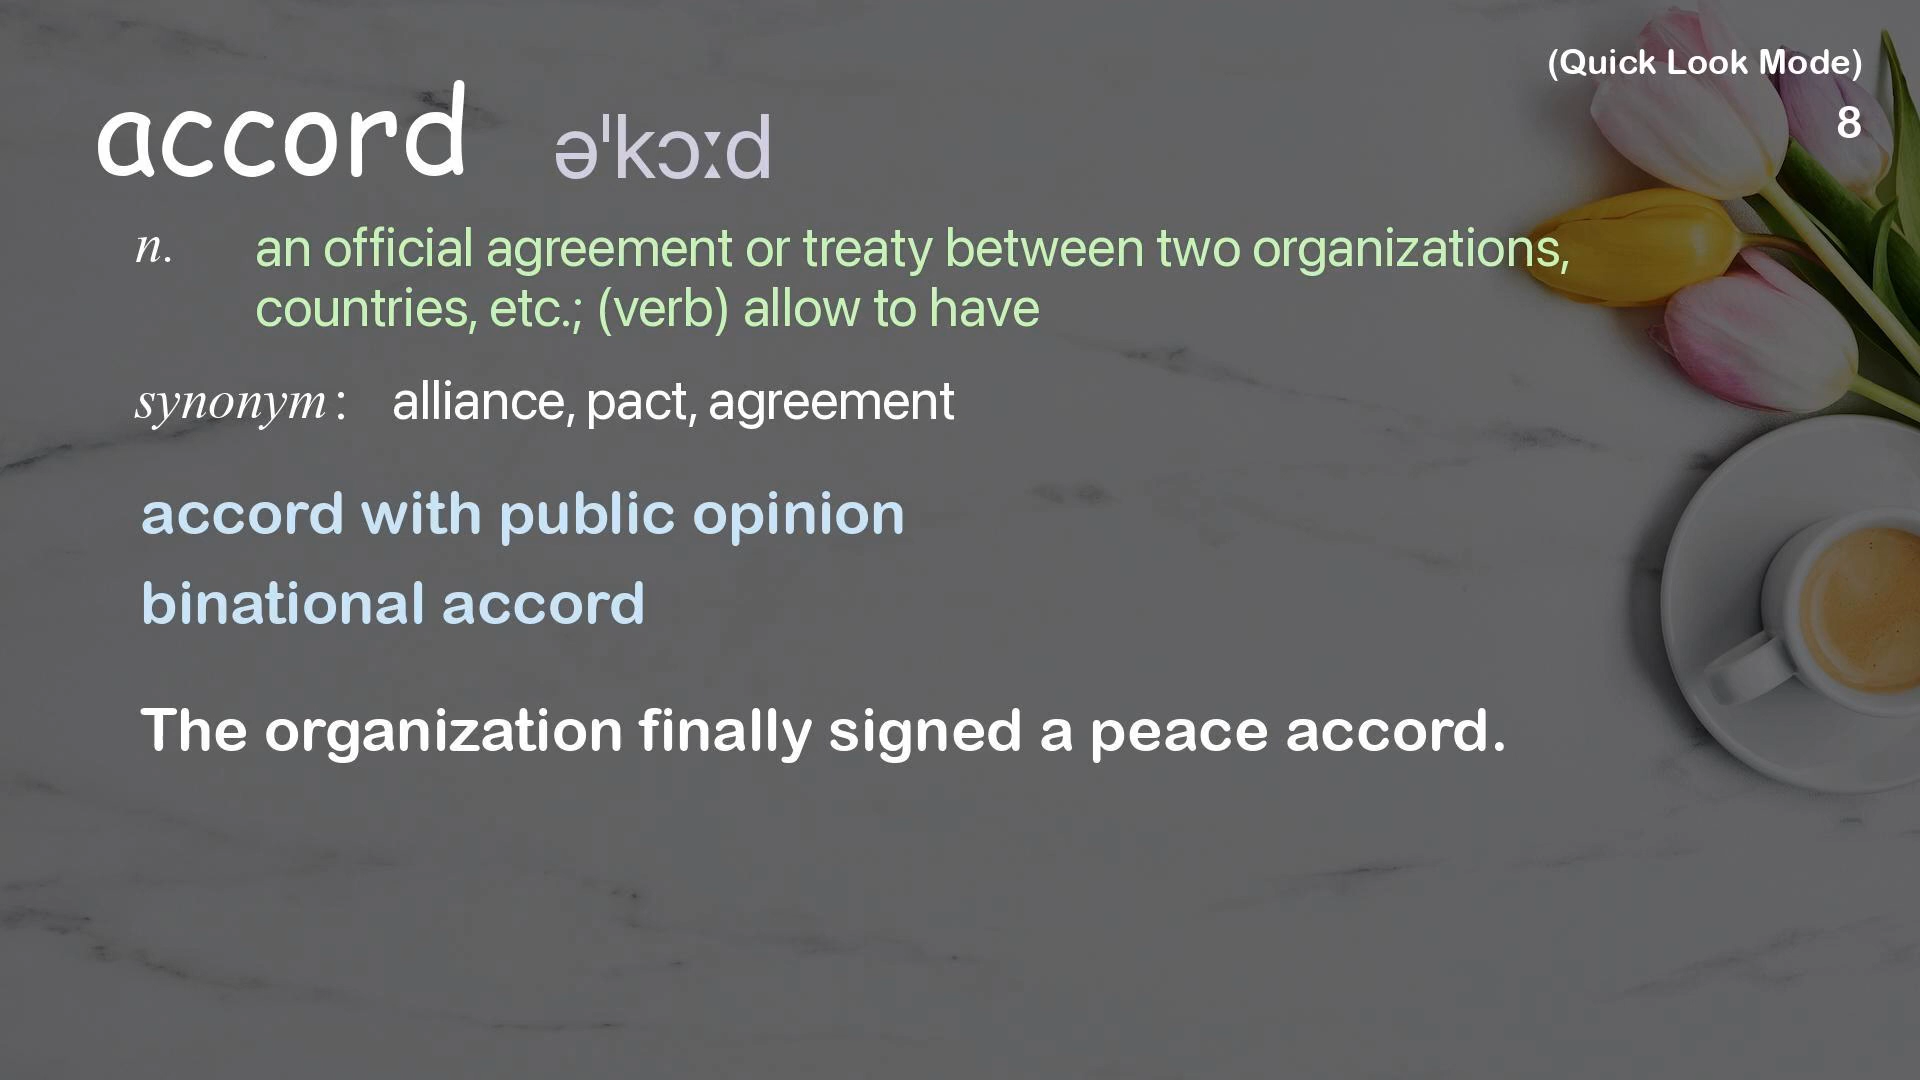 (Quick Look Mode)
8
accord əˈkɔːd
n. an official agreement or treaty between two organizations,
countries, etc.; (verb) allow to have
synonym: alliance, pact, agreement
accord with public opinion
binational accord
The organization finally signed a peace accord.